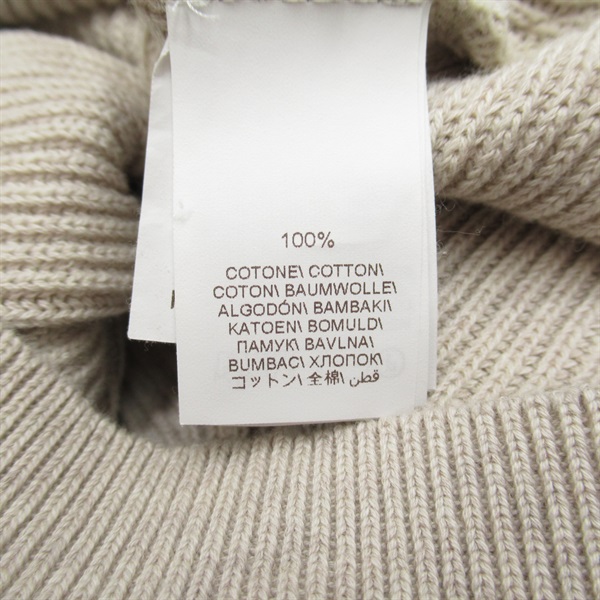 100%
COTONE\ COTTON\
COTON\ BAUMWOLLE\
ALGODÓN\ BAMBAKI\
KATOEN\ BOMULD\
ПАМУК\ BAVLNA\
BUMBAC\ ХЛОПОК\
コットン\ 全棉\ قطن